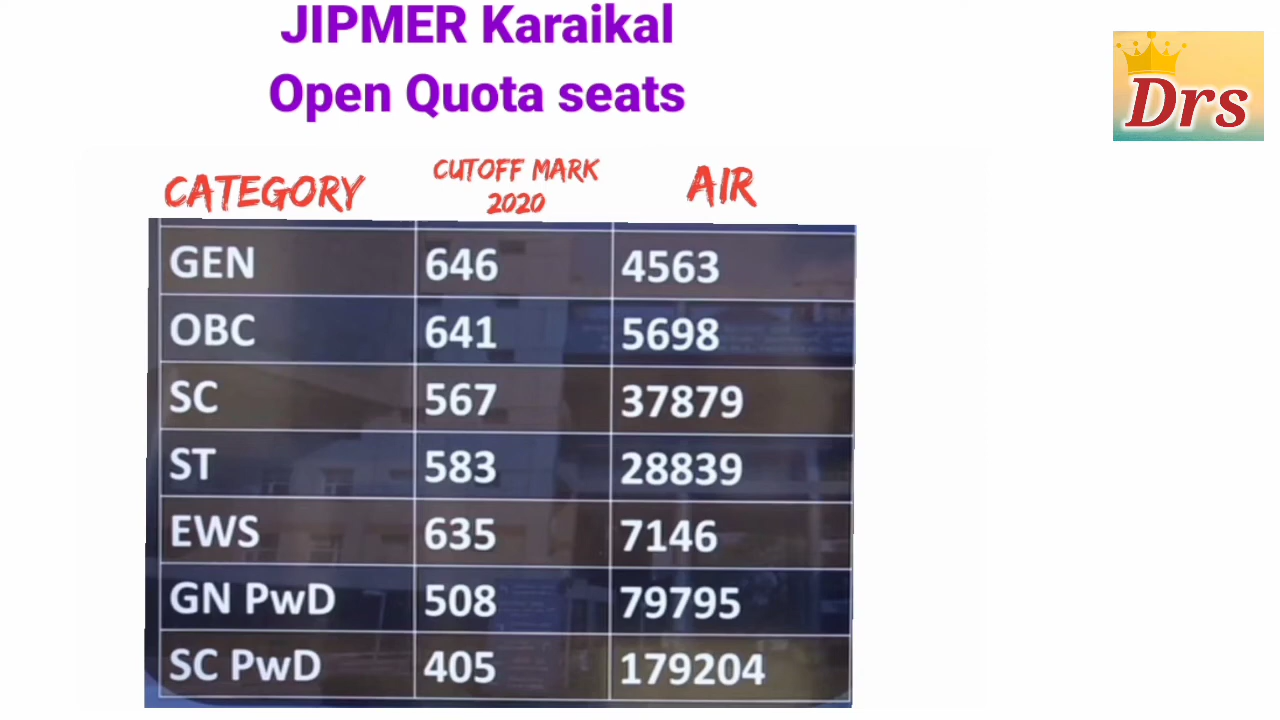 JIPMER Karaikal
Open Quota seats
Drs
CATEGORY CUTOFF MARK 2020 AIR
GEN 646 4563
OBC 641 5698
SC 567 37879
ST 583 28839
EWS 635 7146
GN PwD 508 79795
SC PwD 405 179204